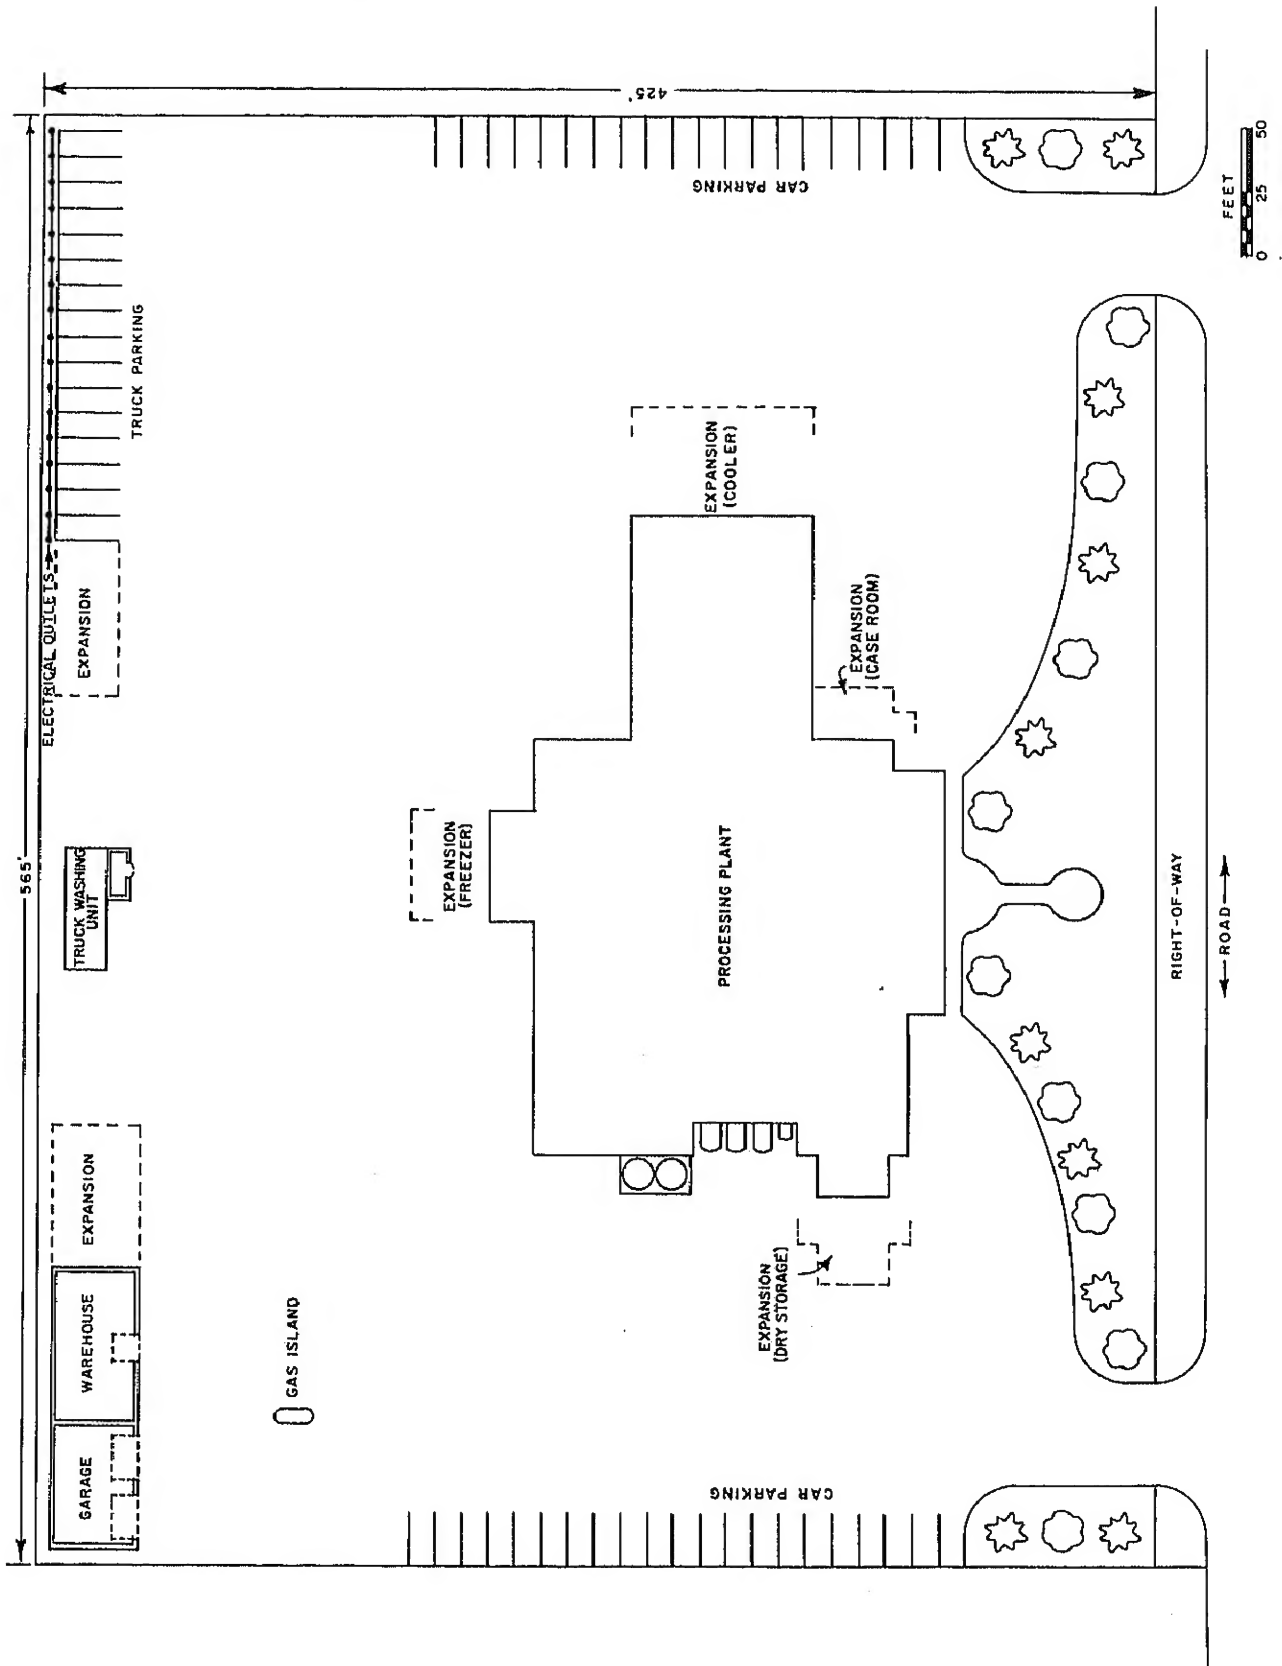 565'
425'
ELECTRICAL OUTLETS
TRUCK PARKING
EXPANSION
TRUCK WASHING
UNIT
EXPANSION
WAREHOUSE
GARAGE
GAS ISLAND
CAR PARKING
CAR PARKING
EXPANSION
(FREEZER)
EXPANSION
(COOLER)
EXPANSION
(CASE ROOM)
PROCESSING PLANT
EXPANSION
(DRY STORAGE)
RIGHT-OF-WAY
ROAD
FEET
0 25 50